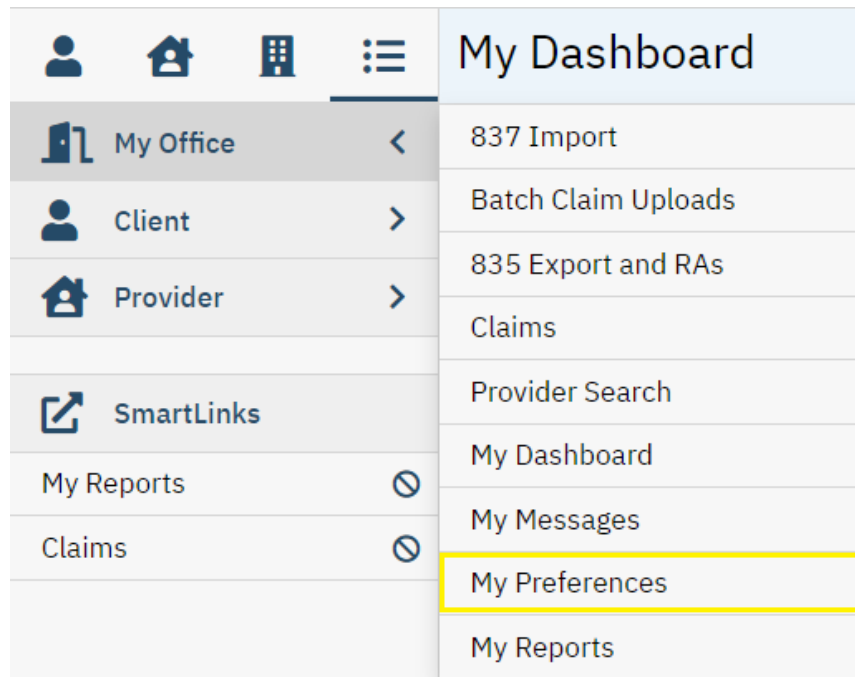 My Office
Client
Provider
SmartLinks
My Reports
Claims
My Dashboard
837 Import
Batch Claim Uploads
835 Export and RAs
Claims
Provider Search
My Dashboard
My Messages
My Preferences
My Reports